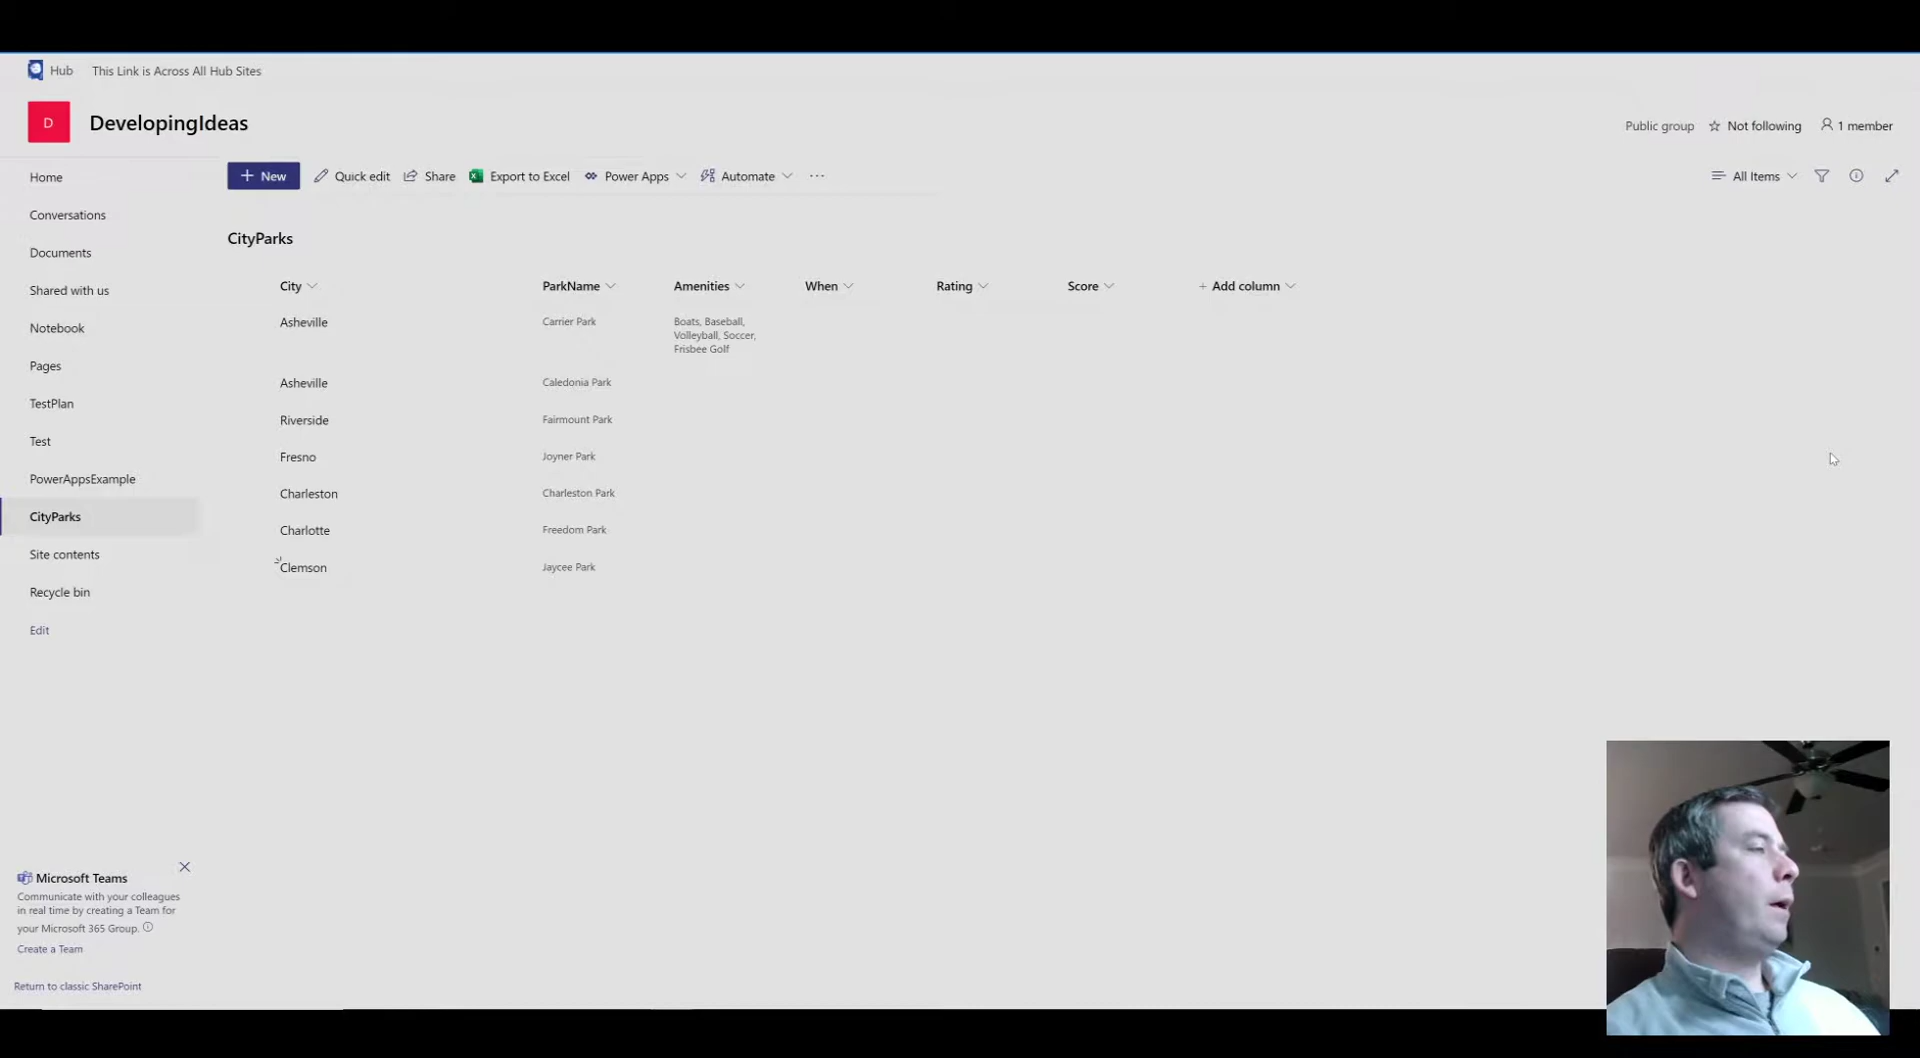 Hub This Link is Across All Hub Sites
D DevelopingIdeas
Public group Not following 1 member
Home
Conversations
Documents
Shared with us
Notebook
Pages
TestPlan
Test
PowerAppsExample
CityParks
Site contents
Recycle bin
Edit
+ New Quick edit Share Export to Excel Power Apps Automate ...
All Items
CityParks
City ParkName Amenities When Rating Score + Add column
Asheville Carrier Park Boats, Baseball,
Volleyball, Soccer,
Frisbee Golf
Asheville Caledonia Park
Riverside Fairmount Park
Fresno Joyner Park
Charleston Charleston Park
Charlotte Freedom Park
Clemson Jaycee Park
Microsoft Teams
Communicate with your colleagues
in real time by creating a Team for
your Microsoft 365 Group.
Create a Team
Return to classic SharePoint